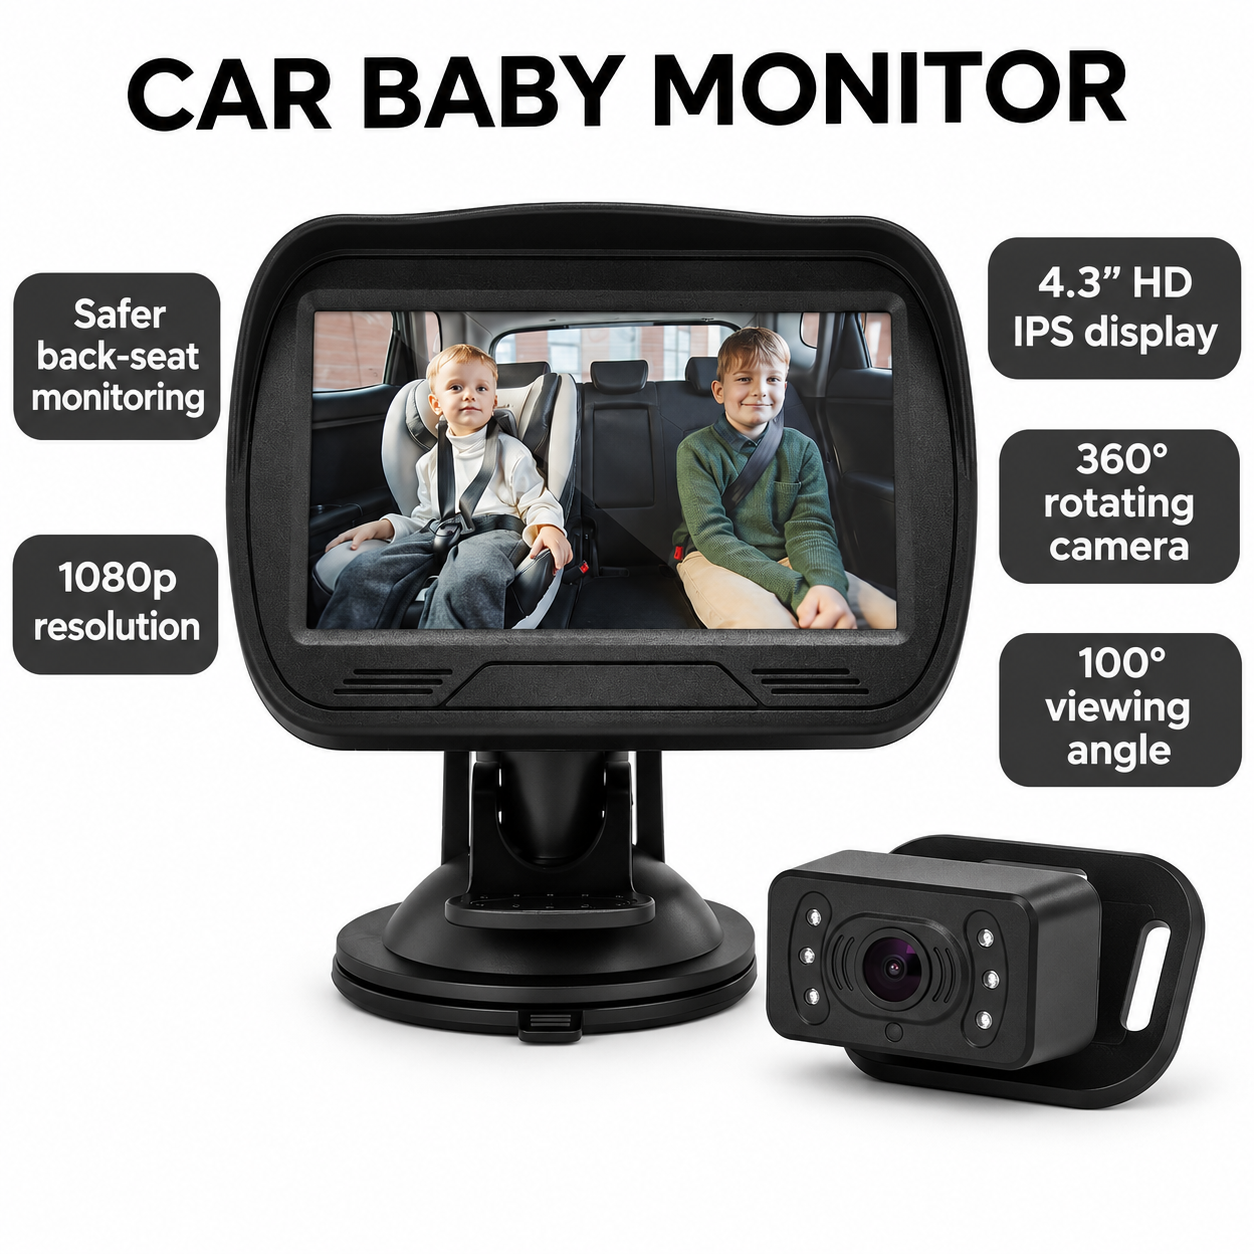 CAR BABY MONITOR
Safer
back-seat
monitoring
1080p
resolution
4.3” HD
IPS display
360°
rotating
camera
100°
viewing
angle